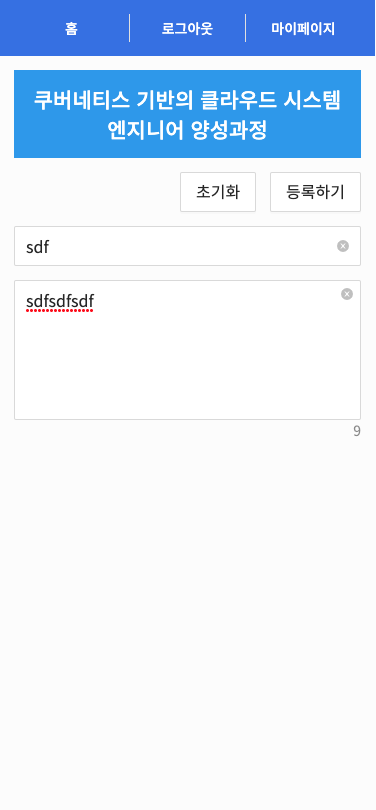 홈 로그아웃 마이페이지
쿠버네티스 기반의 클라우드 시스템
엔지니어 양성과정
초기화 등록하기
sdf
sdfsdfsdf
9